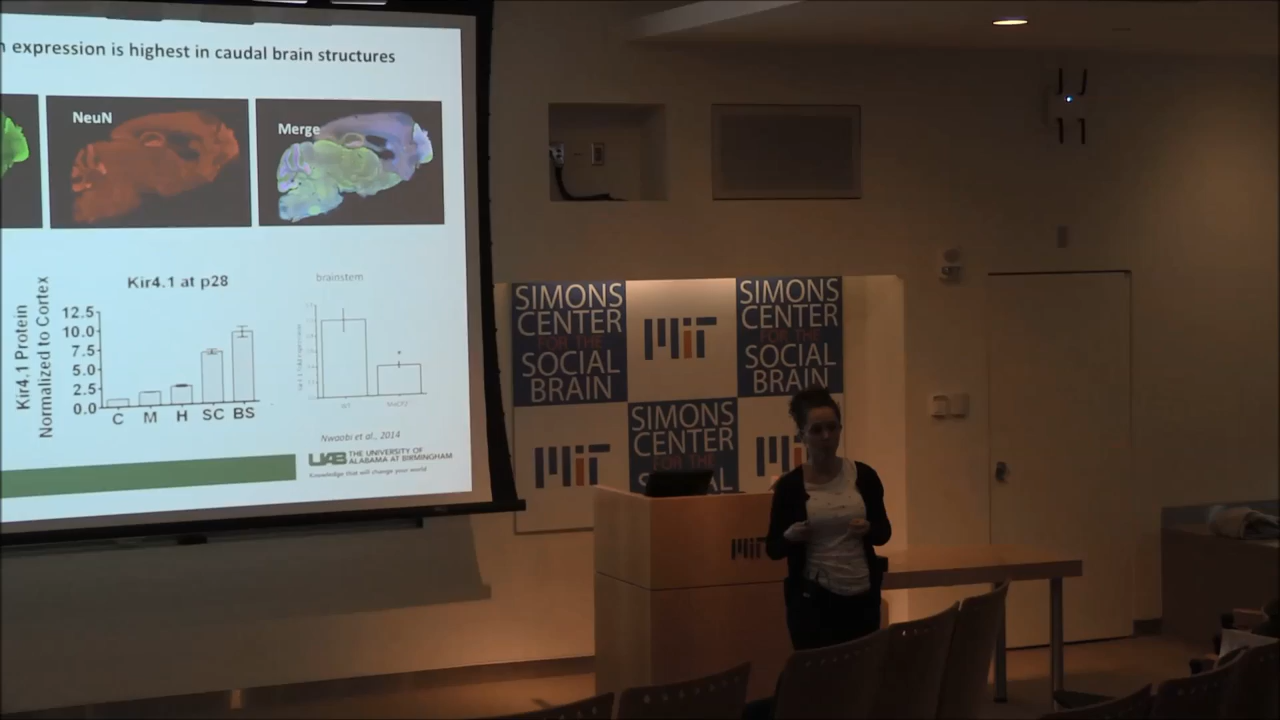 expression is highest in caudal brain structures
NeuN
Merge
Kir4.1 at p28
Kir4.1 Protein
Normalized to Cortex
12.5
10.0
7.5
5.0
2.5
0.0
C M H SC BS
brainstem
WT
Nwaobi et al., 2014
UAB THE UNIVERSITY OF
ALABAMA AT BIRMINGHAM
Knowledge that will change your world
SIMONS
CENTER
FOR THE
SOCIAL
BRAIN
MIT
SIMONS
CENTER
FOR THE
SOCIAL
BRAIN
MIT
SIMONS
CENTER
FOR THE
MIT
MIT